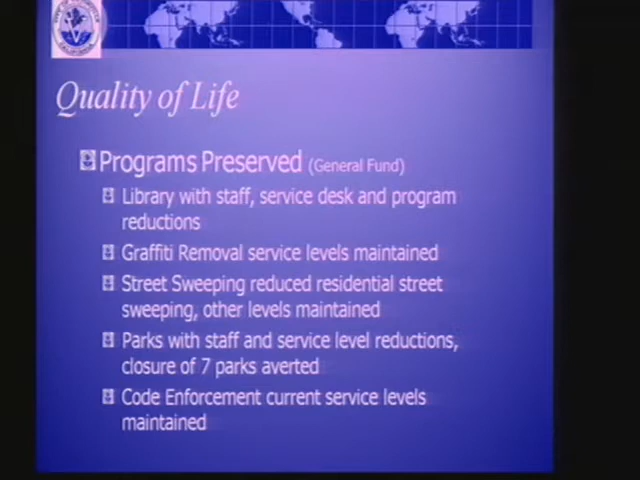 CALIFORNIA
Quality of Life
Programs Preserved (General Fund)
Library with staff, service desk and program
reductions
Graffiti Removal service levels maintained
Street Sweeping reduced residential street
sweeping, other levels maintained
Parks with staff and service level reductions,
closure of 7 parks averted
Code Enforcement current service levels
maintained